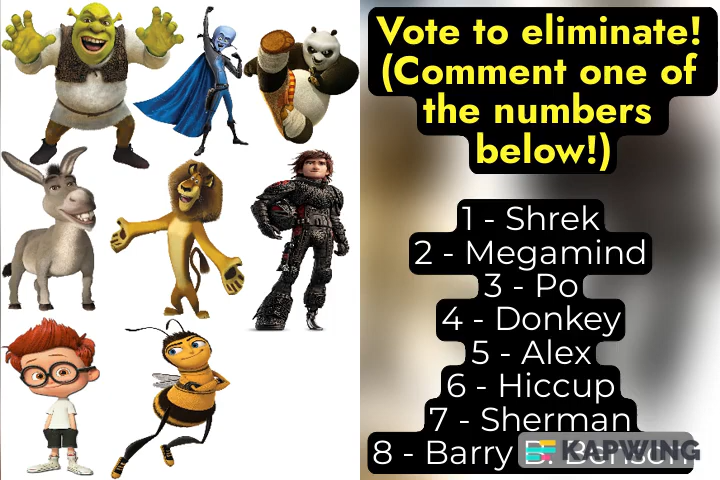 Vote to eliminate!
(Comment one of
the numbers
below!)
1 - Shrek
2 - Megamind
3 - Po
4 - Donkey
5 - Alex
6 - Hiccup
7 - Sherman
8 - Barry B. Benson
KAPWING